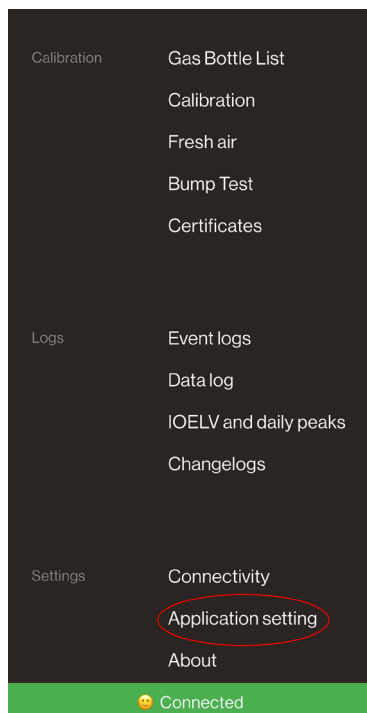 Calibration Gas Bottle List
Calibration
Fresh air
Bump Test
Certificates
Logs Event logs
Data log
IOELV and daily peaks
Changelogs
Settings Connectivity
Application setting
About
🙂 Connected